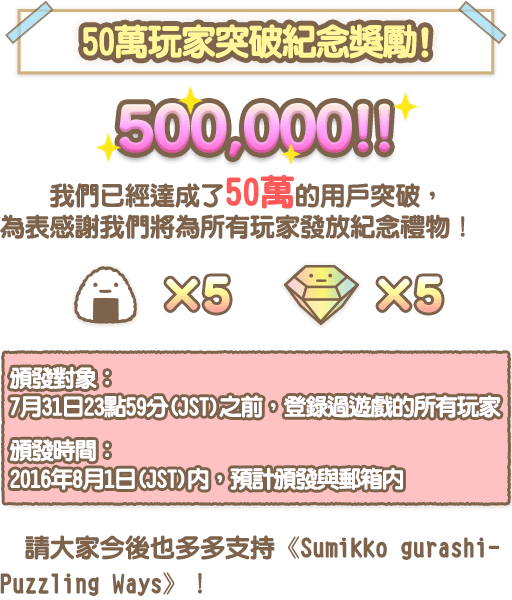 50萬玩家突破紀念獎勵!
500,000!!
我們已經達成了50萬的用戶突破，
為表感謝我們將為所有玩家發放紀念禮物！
×5 ×5
頒發對象：
7月31日23點59分(JST)之前，登錄過遊戲的所有玩家
頒發時間：
2016年8月1日(JST)內，預計頒發與郵箱內
請大家今後也多多支持《Sumikko gurashi-
Puzzling Ways》！